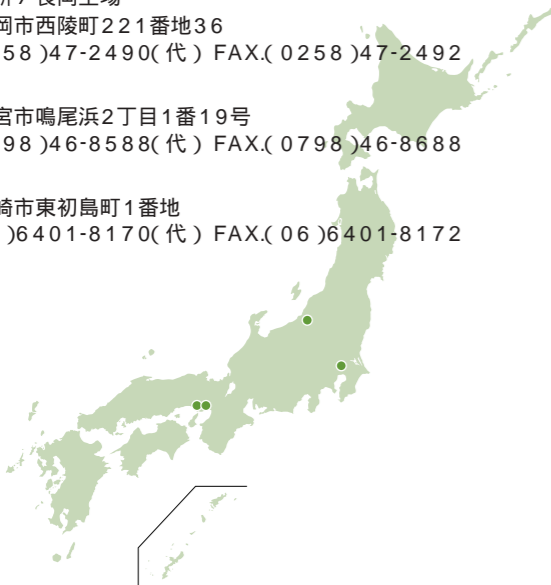 岡市西陵町221番地36
58)47-2490(代) FAX.(0258)47-2492
宮市鳴尾浜2丁目1番19号
98)46-8588(代) FAX.(0798)46-8688
崎市東初島町1番地
)6401-8170(代) FAX.(06)6401-8172